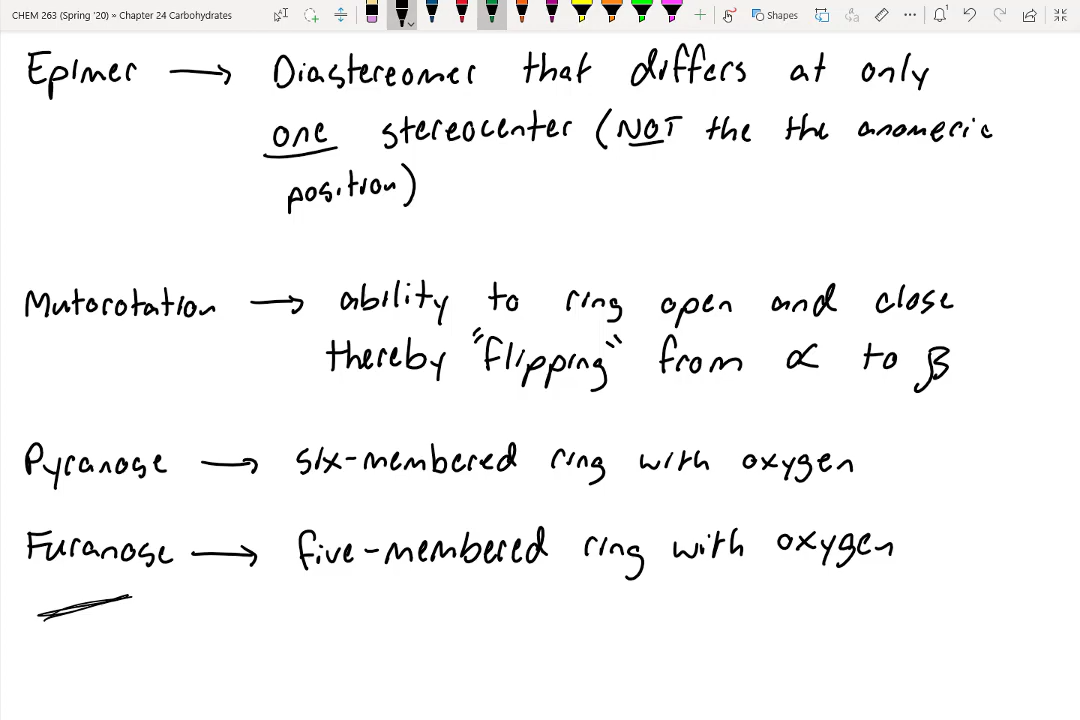 CHEM 263 (Spring '20) » Chapter 24 Carbohydrates
Shapes
Epimer → Diastereomer that differs at only
one stereocenter (NOT the the anomeric
position)
Mutorotation → ability to ring open and close
thereby "flipping" from α to β
Pyranose → six-membered ring with oxygen
Furanose → five-membered ring with oxygen